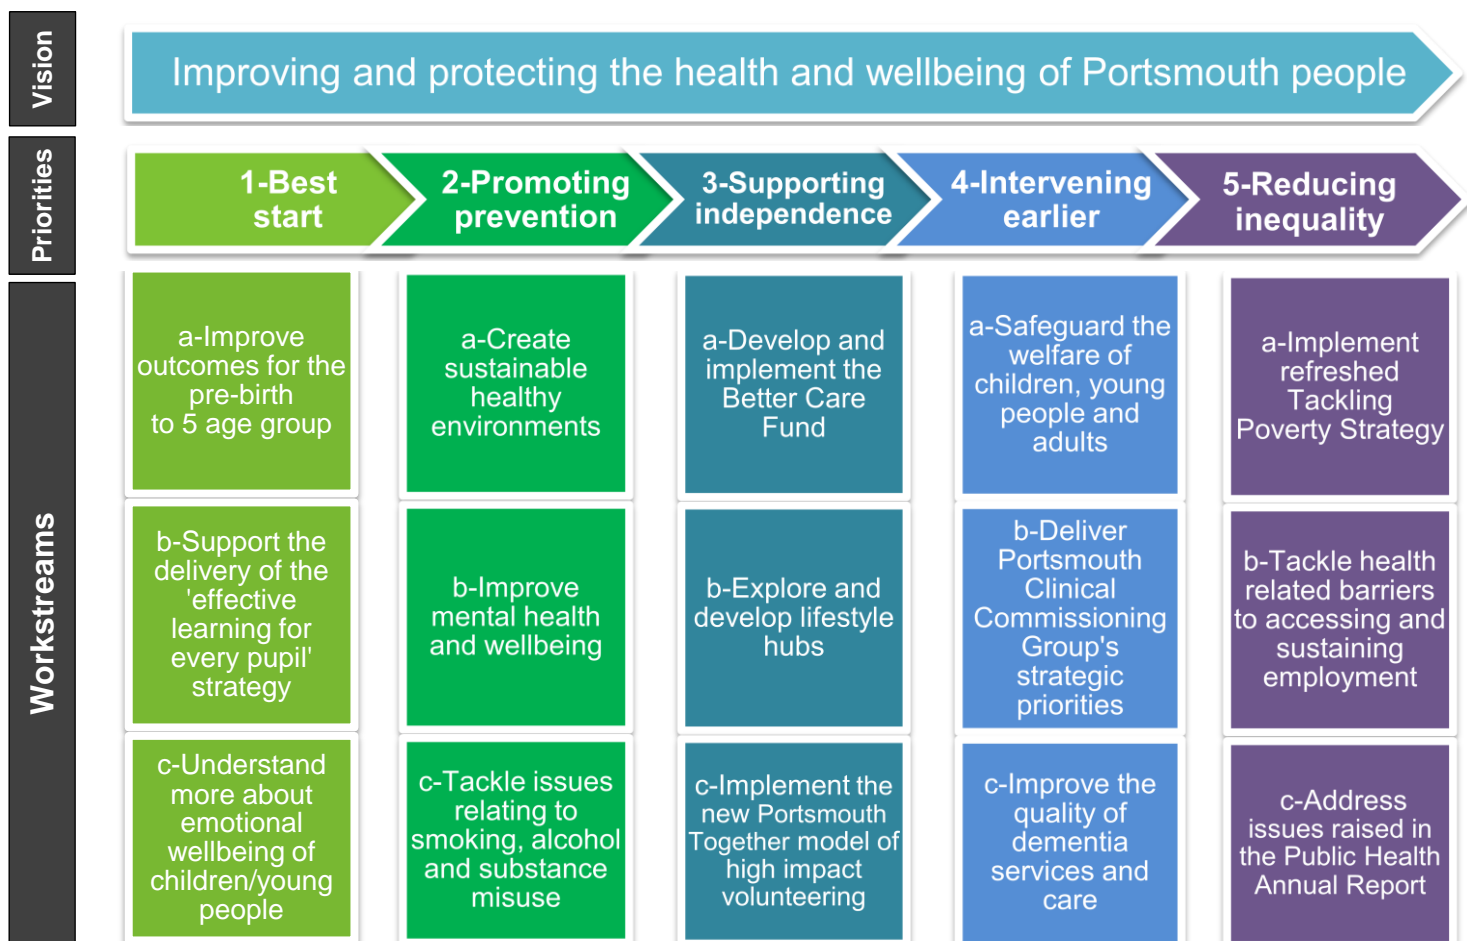 Vision
Improving and protecting the health and wellbeing of Portsmouth people
Priorities
1-Best
start
2-Promoting
prevention
3-Supporting
independence
4-Intervening
earlier
5-Reducing
inequality
Workstreams
a-Improve
outcomes for the
pre-birth
to 5 age group
a-Create
sustainable
healthy
environments
a-Develop and
implement the
Better Care
Fund
a-Safeguard the
welfare of
children, young
people and
adults
a-Implement
refreshed
Tackling
Poverty Strategy
b-Support the
delivery of the
'effective
learning for
every pupil'
strategy
b-Improve
mental health
and wellbeing
b-Explore and
develop lifestyle
hubs
b-Deliver
Portsmouth
Clinical
Commissioning
Group's
strategic
priorities
b-Tackle health
related barriers
to accessing and
sustaining
employment
c-Understand
more about
emotional
wellbeing of
children/young
people
c-Tackle issues
relating to
smoking, alcohol
and substance
misuse
c-Implement the
new Portsmouth
Together model of
high impact
volunteering
c-Improve the
quality of
dementia
services and
care
c-Address
issues raised in
the Public Health
Annual Report